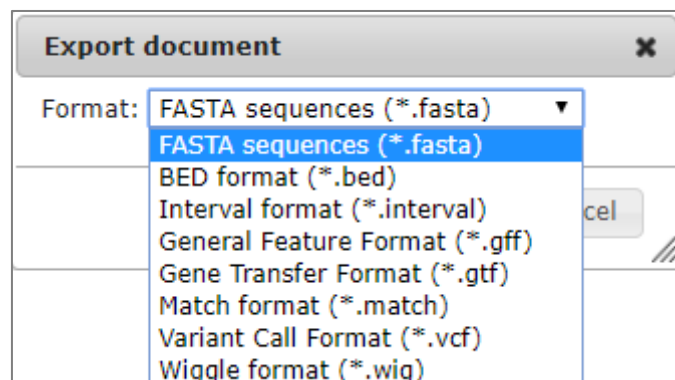 Export document
Format: FASTA sequences (*.fasta)
FASTA sequences (*.fasta)
BED format (*.bed)
Interval format (*.interval)
cel
General Feature Format (*.gff)
Gene Transfer Format (*.gtf)
Match format (*.match)
Variant Call Format (*.vcf)
Wiggle format (*.wig)